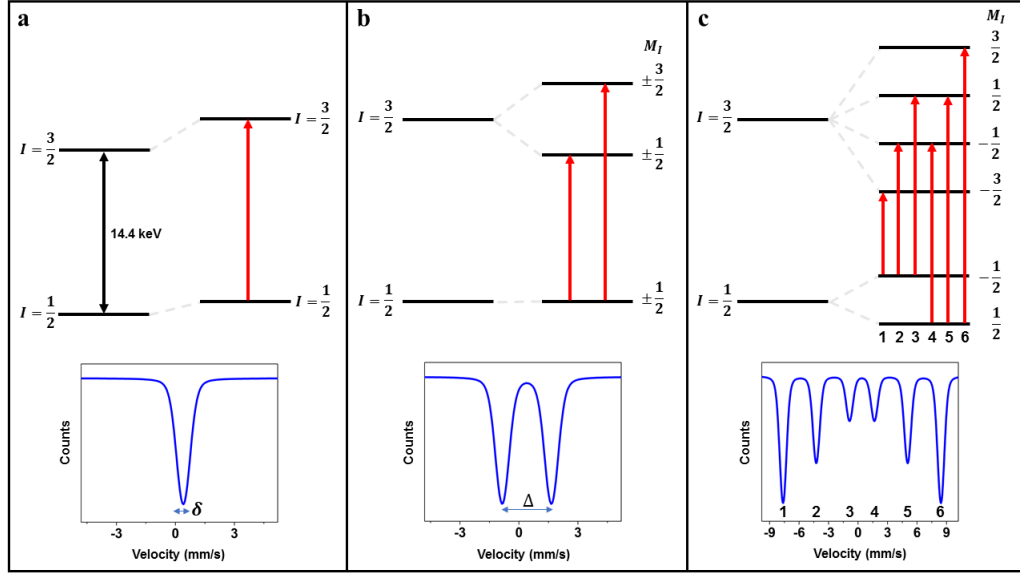 a
I = 3/2
I = 3/2
14.4 keV
I = 1/2
I = 1/2
Counts
δ
-3 0 3
Velocity (mm/s)
b
M_I
± 3/2
I = 3/2
± 1/2
I = 1/2
± 1/2
Counts
Δ
-3 0 3
Velocity (mm/s)
c
M_I
3/2
1/2
I = 3/2
- 1/2
- 3/2
- 1/2
I = 1/2
1/2
1 2 3 4 5 6
Counts
1 2 3 4 5 6
-9 -6 -3 0 3 6 9
Velocity (mm/s)